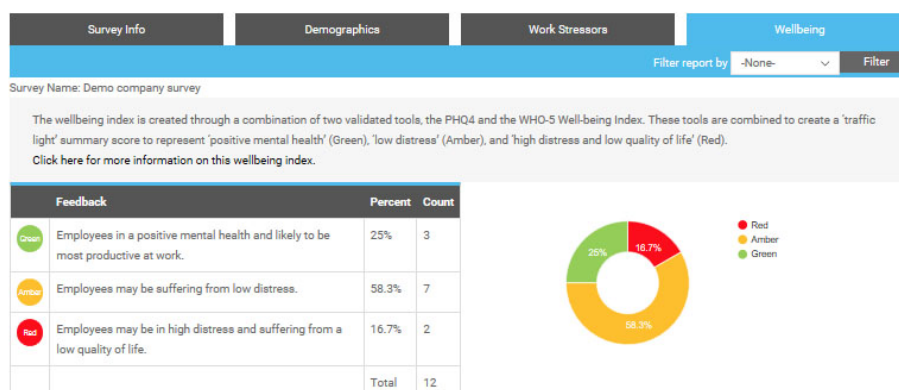 Survey Info
Demographics
Work Stressors
Wellbeing
Filter report by -None- Filter
Survey Name: Demo company survey
The wellbeing index is created through a combination of two validated tools, the PHQ4 and the WHO-5 Well-being Index. These tools are combined to create a 'traffic
light' summary score to represent 'positive mental health' (Green), 'low distress' (Amber), and 'high distress and low quality of life' (Red).
Click here for more information on this wellbeing index.
Feedback Percent Count
Green Employees in a positive mental health and likely to be 25% 3
most productive at work.
Amber Employees may be suffering from low distress. 58.3% 7
Red Employees may be in high distress and suffering from a 16.7% 2
low quality of life.
Total 12
25%
16.7%
58.3%
Red
Amber
Green